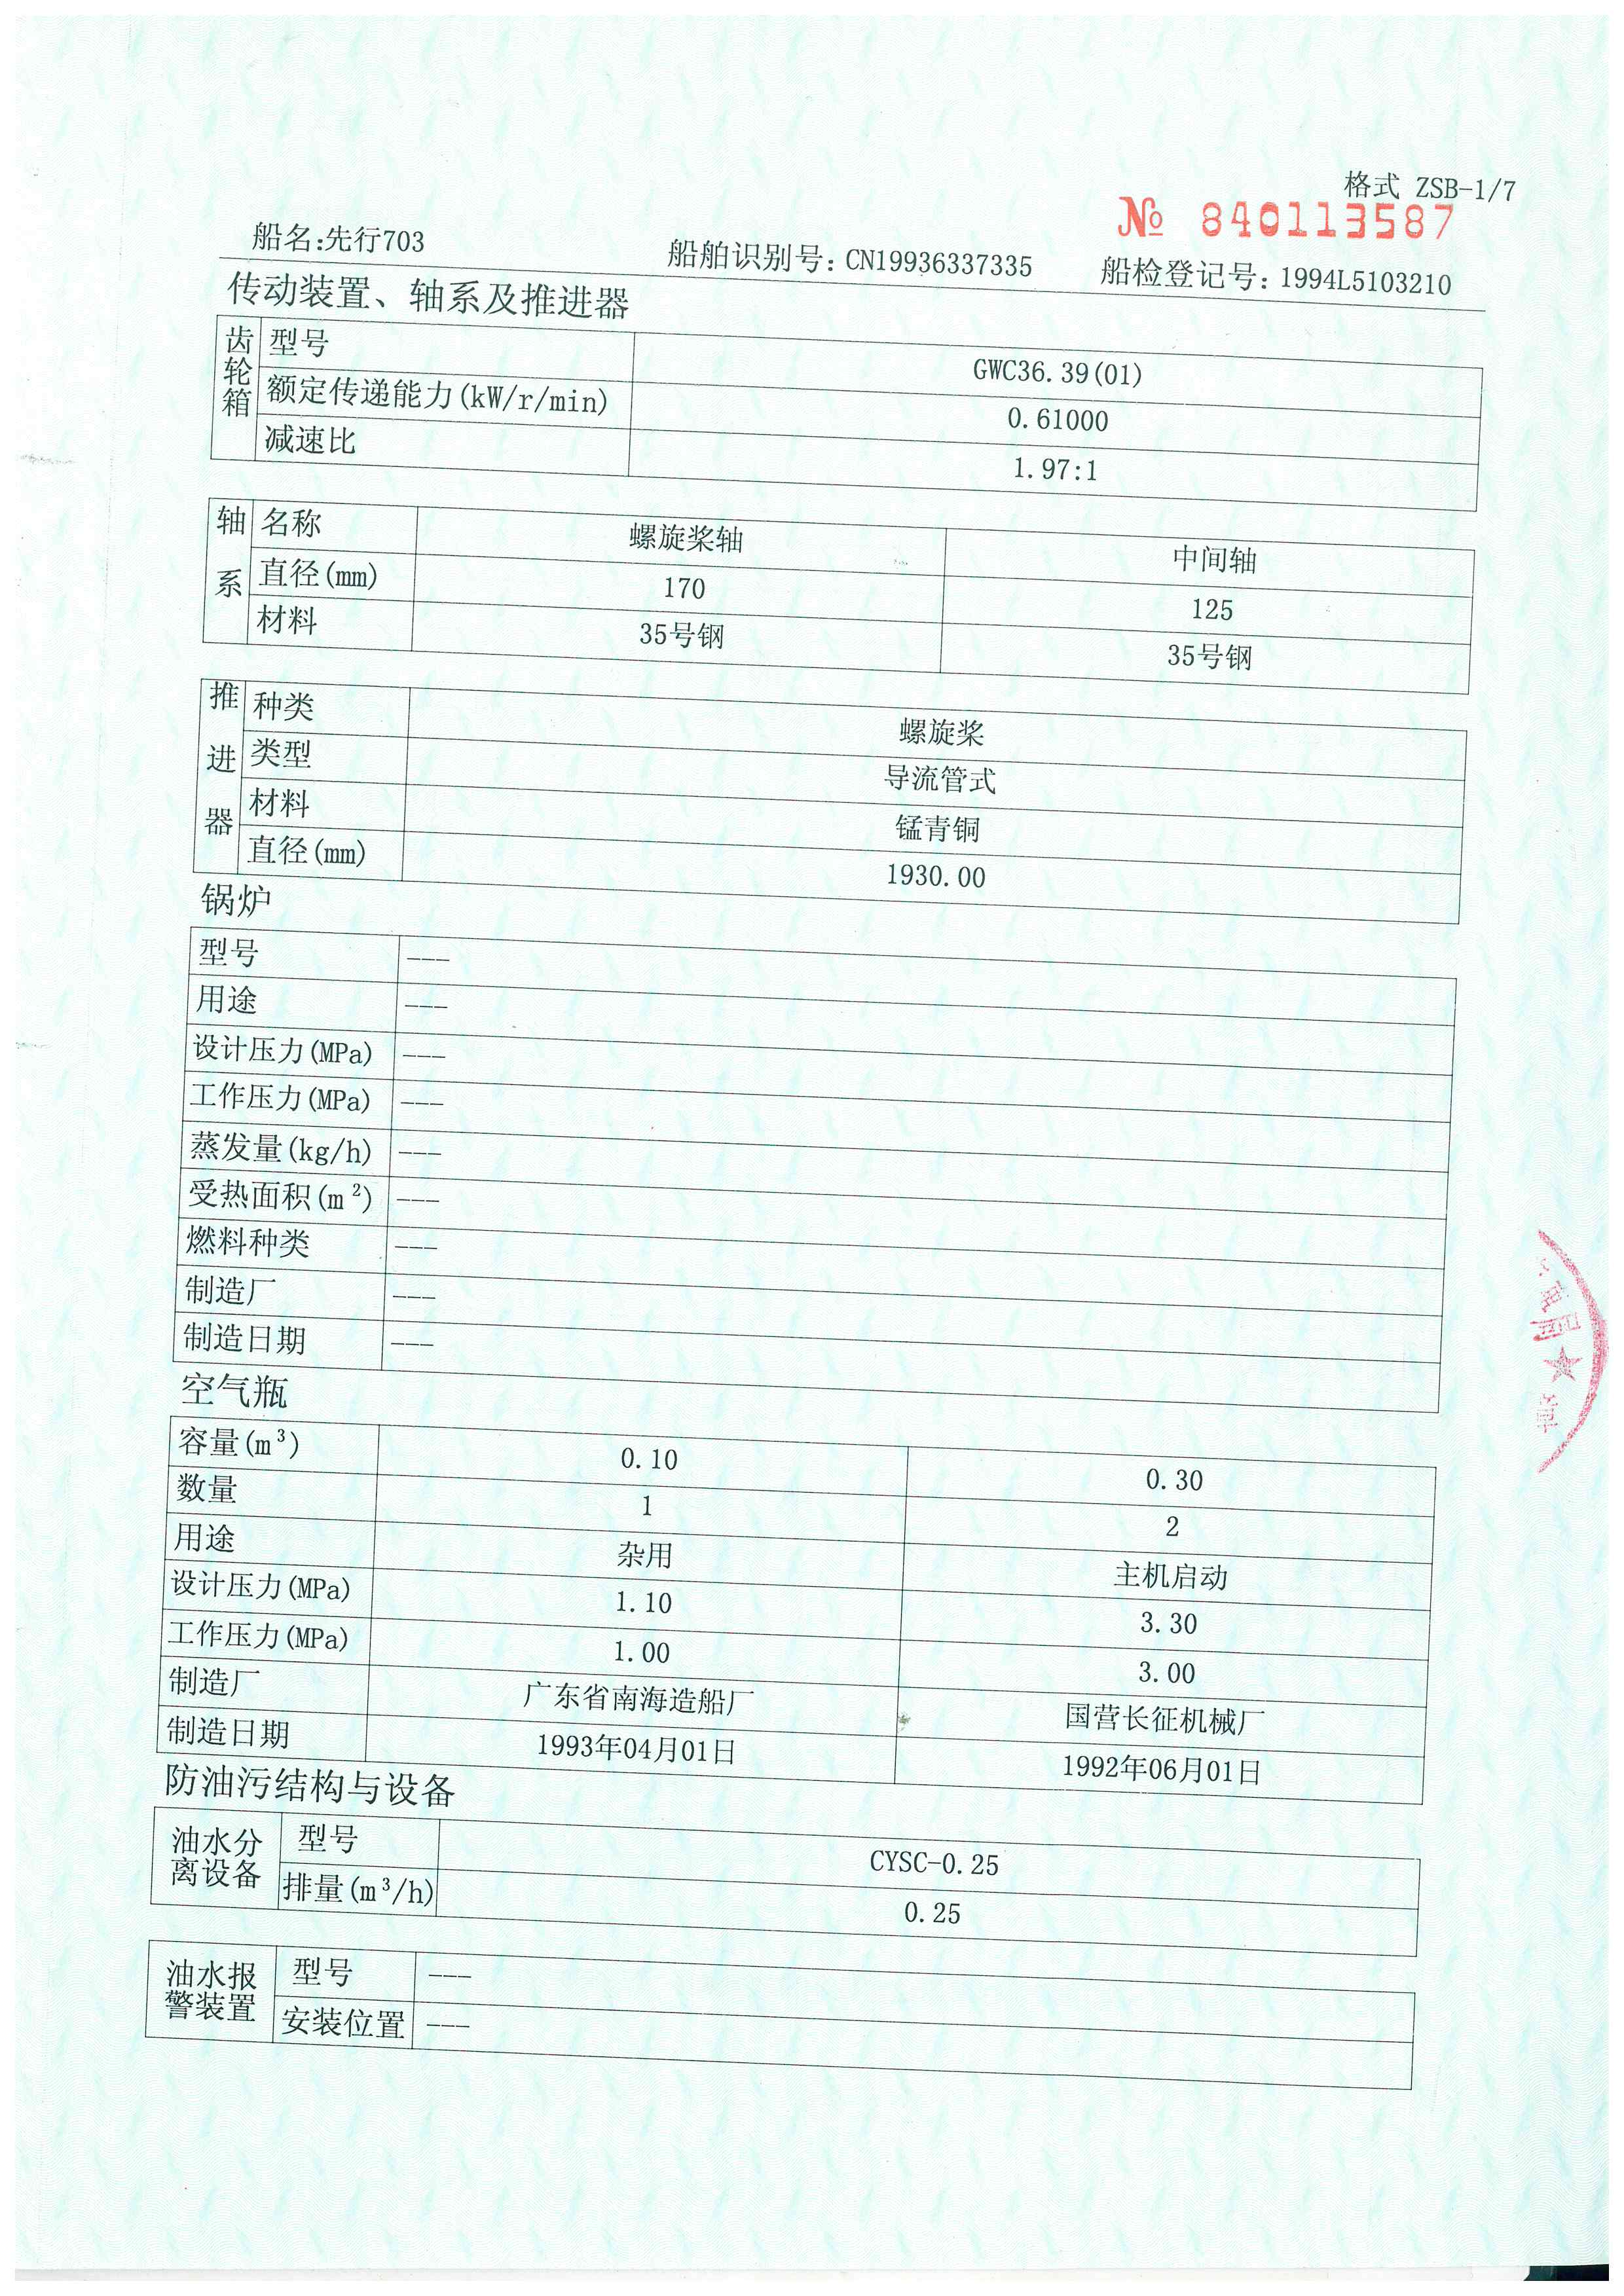 格式 ZSB-1/7
№ 840113587
船名:先行703 船舶识别号: CN19936337335 船检登记号: 1994L5103210
传动装置、轴系及推进器
齿轮箱
型号 GWC36.39(01)
额定传递能力(kW/r/min) 0.61000
减速比 1.97:1
轴系
名称 螺旋桨轴 中间轴
直径(mm) 170 125
材料 35号钢 35号钢
推进器
种类 螺旋桨
类型 导流管式
材料 锰青铜
直径(mm) 1930.00
锅炉
型号 ---
用途 ---
设计压力(MPa) ---
工作压力(MPa) ---
蒸发量(kg/h) ---
受热面积(m²) ---
燃料种类 ---
制造厂 ---
制造日期 ---
空气瓶
容量(m³) 0.10 0.30
数量 1 2
用途 杂用 主机启动
设计压力(MPa) 1.10 3.30
工作压力(MPa) 1.00 3.00
制造厂 广东省南海造船厂 国营长征机械厂
制造日期 1993年04月01日 1992年06月01日
防油污结构与设备
油水分离设备
型号 CYSC-0.25
排量(m³/h) 0.25
油水报警装置
型号 ---
安装位置 ---